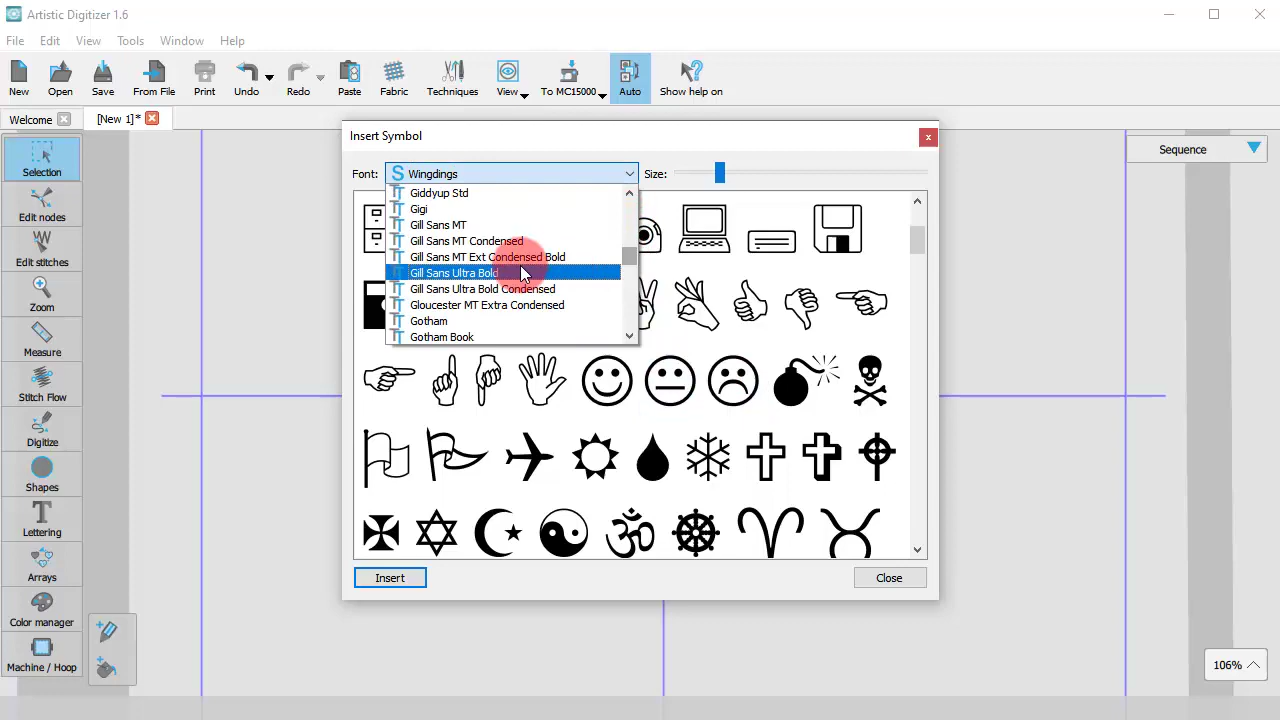 Artistic Digitizer 1.6
File Edit View Tools Window Help
New Open Save From File Print Undo Redo Paste Fabric Techniques View To MC15000 Auto Show help on
Welcome [New 1]*
Insert Symbol
Sequence
Font: Wingdings Size:
Giddyup Std
Gigi
Gill Sans MT
Gill Sans MT Condensed
Gill Sans MT Ext Condensed Bold
Gill Sans Ultra Bold
Gill Sans Ultra Bold Condensed
Gloucester MT Extra Condensed
Gotham
Gotham Book
Selection
Edit nodes
Edit stitches
Zoom
Measure
Stitch Flow
Digitize
Shapes
Lettering
Arrays
Color manager
Machine / Hoop
Insert Close
106%